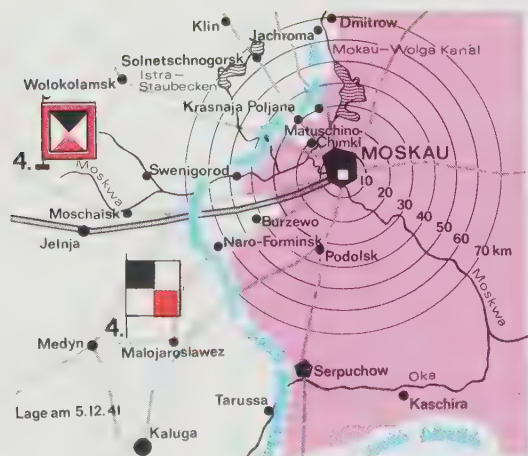 Klin
Dmitrow
Jachroma
Solnetschnogorsk
Mokau-Wolga Kanal
Istra-
Staubecken
Wolokolamsk
Krasnaja Poljana
Matuschino-
Chimki
MOSKAU
4.
Moskwa
Swenigorod
10
20
30
40
50
60
70 km
Moschaisk
Burzewo
Jelnja
Naro-Forminsk
Podolsk
Moskwa
4.
Medyn
Malojaroslawez
Serpuchow
Oka
Lage am 5.12.41
Tarussa
Kaschira
Kaluga